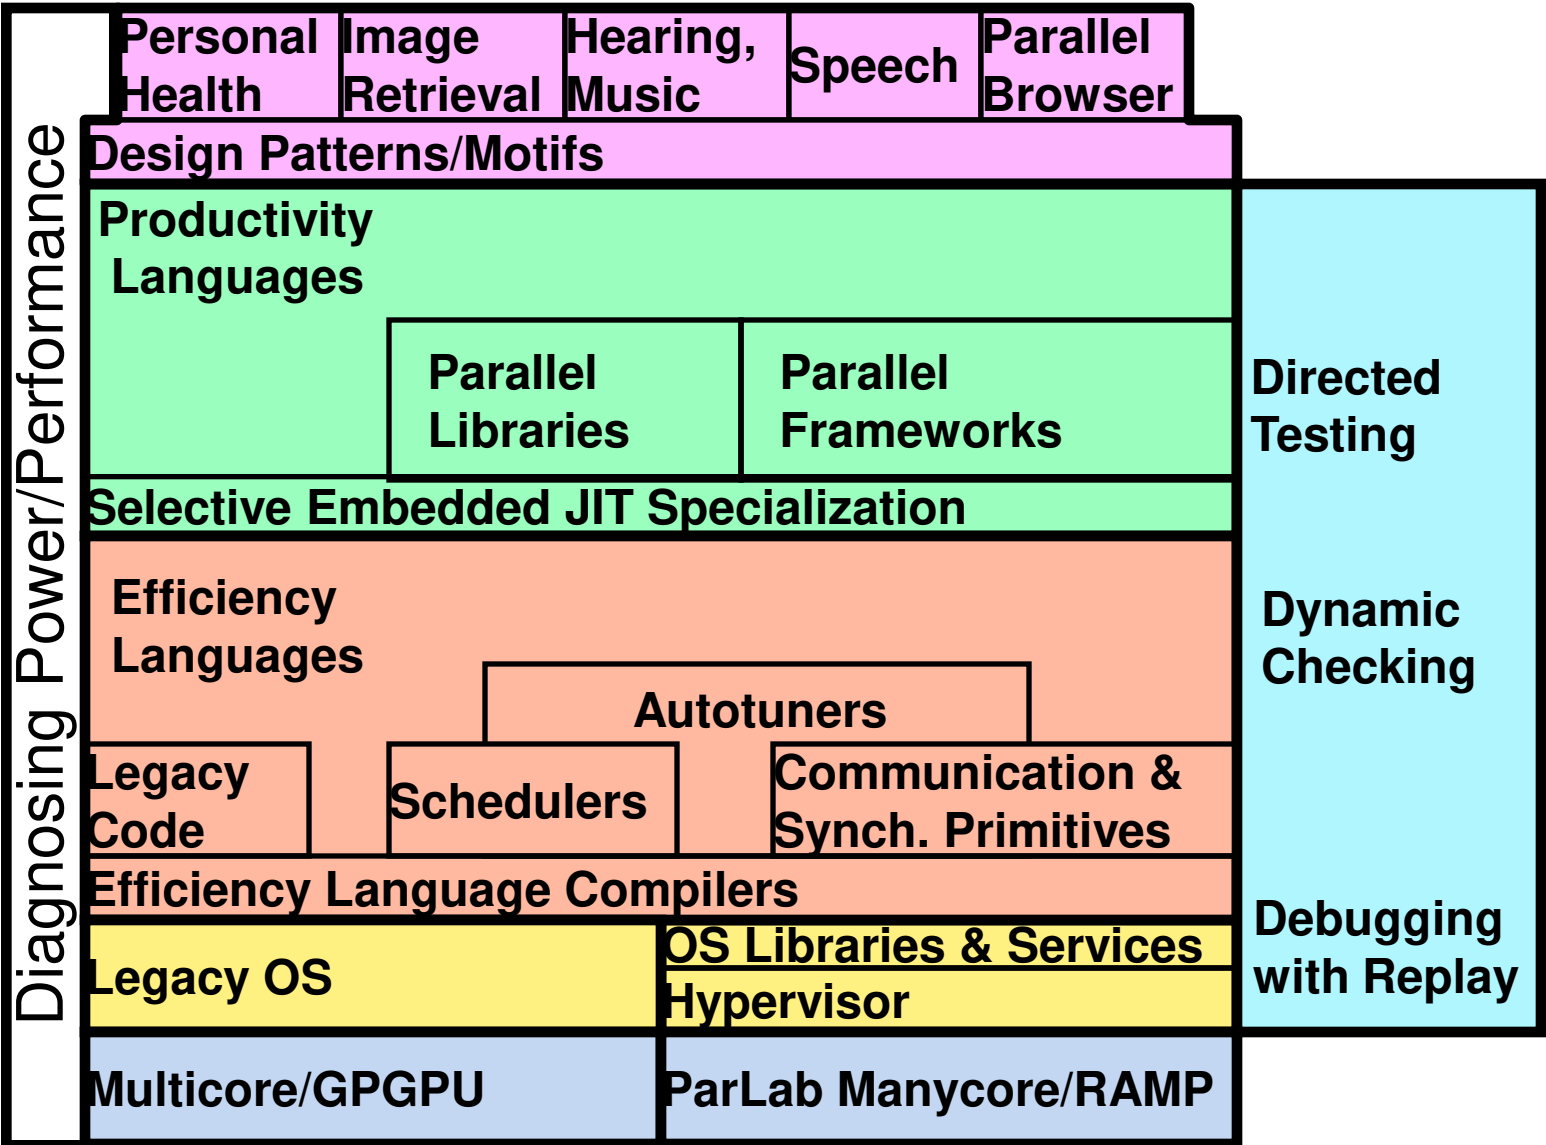 Diagnosing Power/Performance
Personal
Health
Image
Retrieval
Hearing,
Music
Speech
Parallel
Browser
Design Patterns/Motifs
Productivity
Languages
Parallel
Libraries
Parallel
Frameworks
Selective Embedded JIT Specialization
Efficiency
Languages
Autotuners
Legacy
Code
Schedulers
Communication &
Synch. Primitives
Efficiency Language Compilers
Legacy OS
OS Libraries & Services
Hypervisor
Multicore/GPGPU
ParLab Manycore/RAMP
Directed
Testing
Dynamic
Checking
Debugging
with Replay